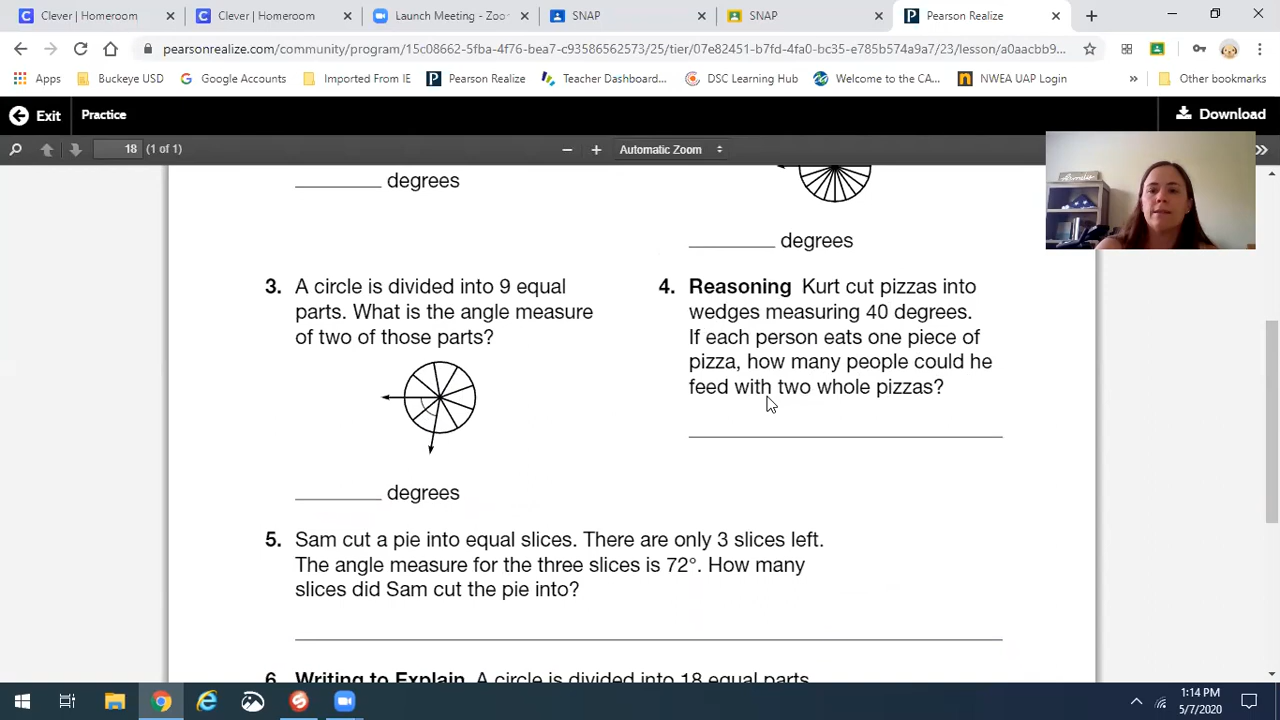 Clever | Homeroom
Clever | Homeroom
Launch Meeting - Zoo
SNAP
SNAP
Pearson Realize
pearsonrealize.com/community/program/15c08662-5fba-4f76-bea7-c93586562573/25/tier/07e82451-b7fd-4fa0-bc35-e785b574a9a7/23/lesson/a0aacbb9...
Apps
Buckeye USD
Google Accounts
Imported From IE
Pearson Realize
Teacher Dashboar...
DSC Learning Hub
Welcome to the CA...
NWEA UAP Login
Other bookmarks
Exit
Practice
Download
18 (1 of 1)
Automatic Zoom
________ degrees
________ degrees
3. A circle is divided into 9 equal
parts. What is the angle measure
of two of those parts?
________ degrees
4. Reasoning Kurt cut pizzas into
wedges measuring 40 degrees.
If each person eats one piece of
pizza, how many people could he
feed with two whole pizzas?
5. Sam cut a pie into equal slices. There are only 3 slices left.
The angle measure for the three slices is 72°. How many
slices did Sam cut the pie into?
6. Writing to Explain A circle is divided into 18 equal parts.
1:14 PM
5/7/2020